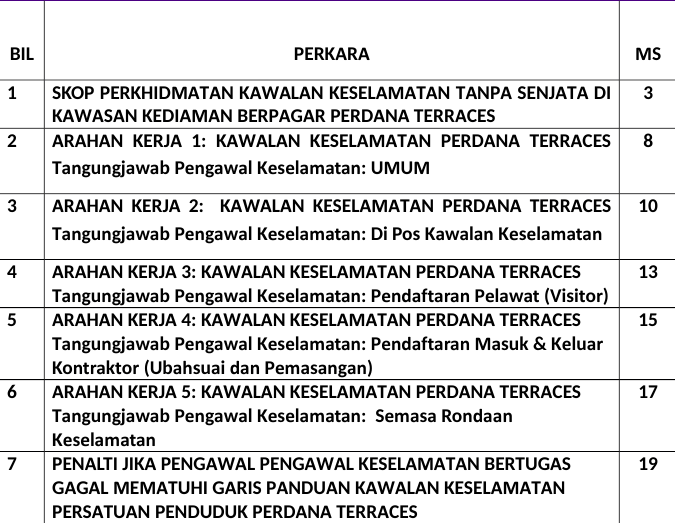 BIL PERKARA MS
1 SKOP PERKHIDMATAN KAWALAN KESELAMATAN TANPA SENJATA DI 3
KAWASAN KEDIAMAN BERPAGAR PERDANA TERRACES
2 ARAHAN KERJA 1: KAWALAN KESELAMATAN PERDANA TERRACES 8
Tangungjawab Pengawal Keselamatan: UMUM
3 ARAHAN KERJA 2: KAWALAN KESELAMATAN PERDANA TERRACES 10
Tangungjawab Pengawal Keselamatan: Di Pos Kawalan Keselamatan
4 ARAHAN KERJA 3: KAWALAN KESELAMATAN PERDANA TERRACES 13
Tangungjawab Pengawal Keselamatan: Pendaftaran Pelawat (Visitor)
5 ARAHAN KERJA 4: KAWALAN KESELAMATAN PERDANA TERRACES 15
Tangungjawab Pengawal Keselamatan: Pendaftaran Masuk & Keluar
Kontraktor (Ubahsuai dan Pemasangan)
6 ARAHAN KERJA 5: KAWALAN KESELAMATAN PERDANA TERRACES 17
Tangungjawab Pengawal Keselamatan: Semasa Rondaan
Keselamatan
7 PENALTI JIKA PENGAWAL PENGAWAL KESELAMATAN BERTUGAS 19
GAGAL MEMATUHI GARIS PANDUAN KAWALAN KESELAMATAN
PERSATUAN PENDUDUK PERDANA TERRACES